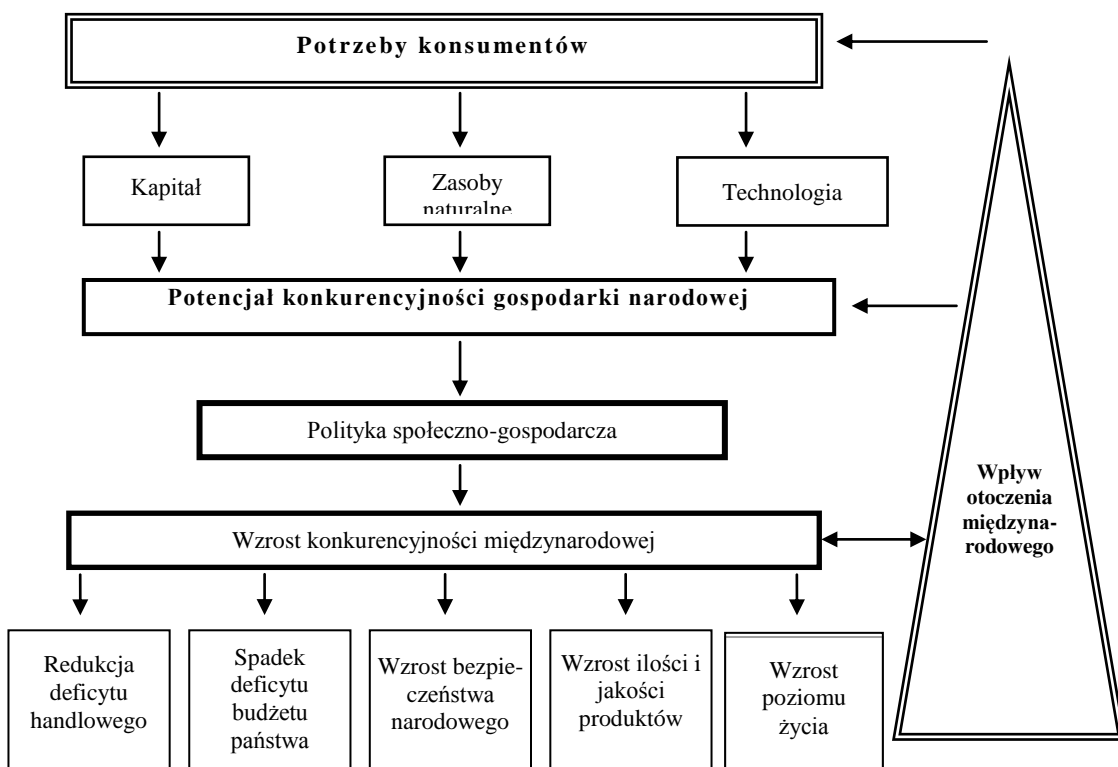 Potrzeby konsumentów
Kapitał
Zasoby
naturalne
Technologia
Potencjał konkurencyjności gospodarki narodowej
Polityka społeczno-gospodarcza
Wzrost konkurencyjności międzynarodowej
Wpływ
otoczenia
międzyna-
rodowego
Redukcja
deficytu
handlowego
Spadek
deficytu
budżetu
państwa
Wzrost bezpie-
czeństwa
narodowego
Wzrost ilości i
jakości
produktów
Wzrost
poziomu
życia